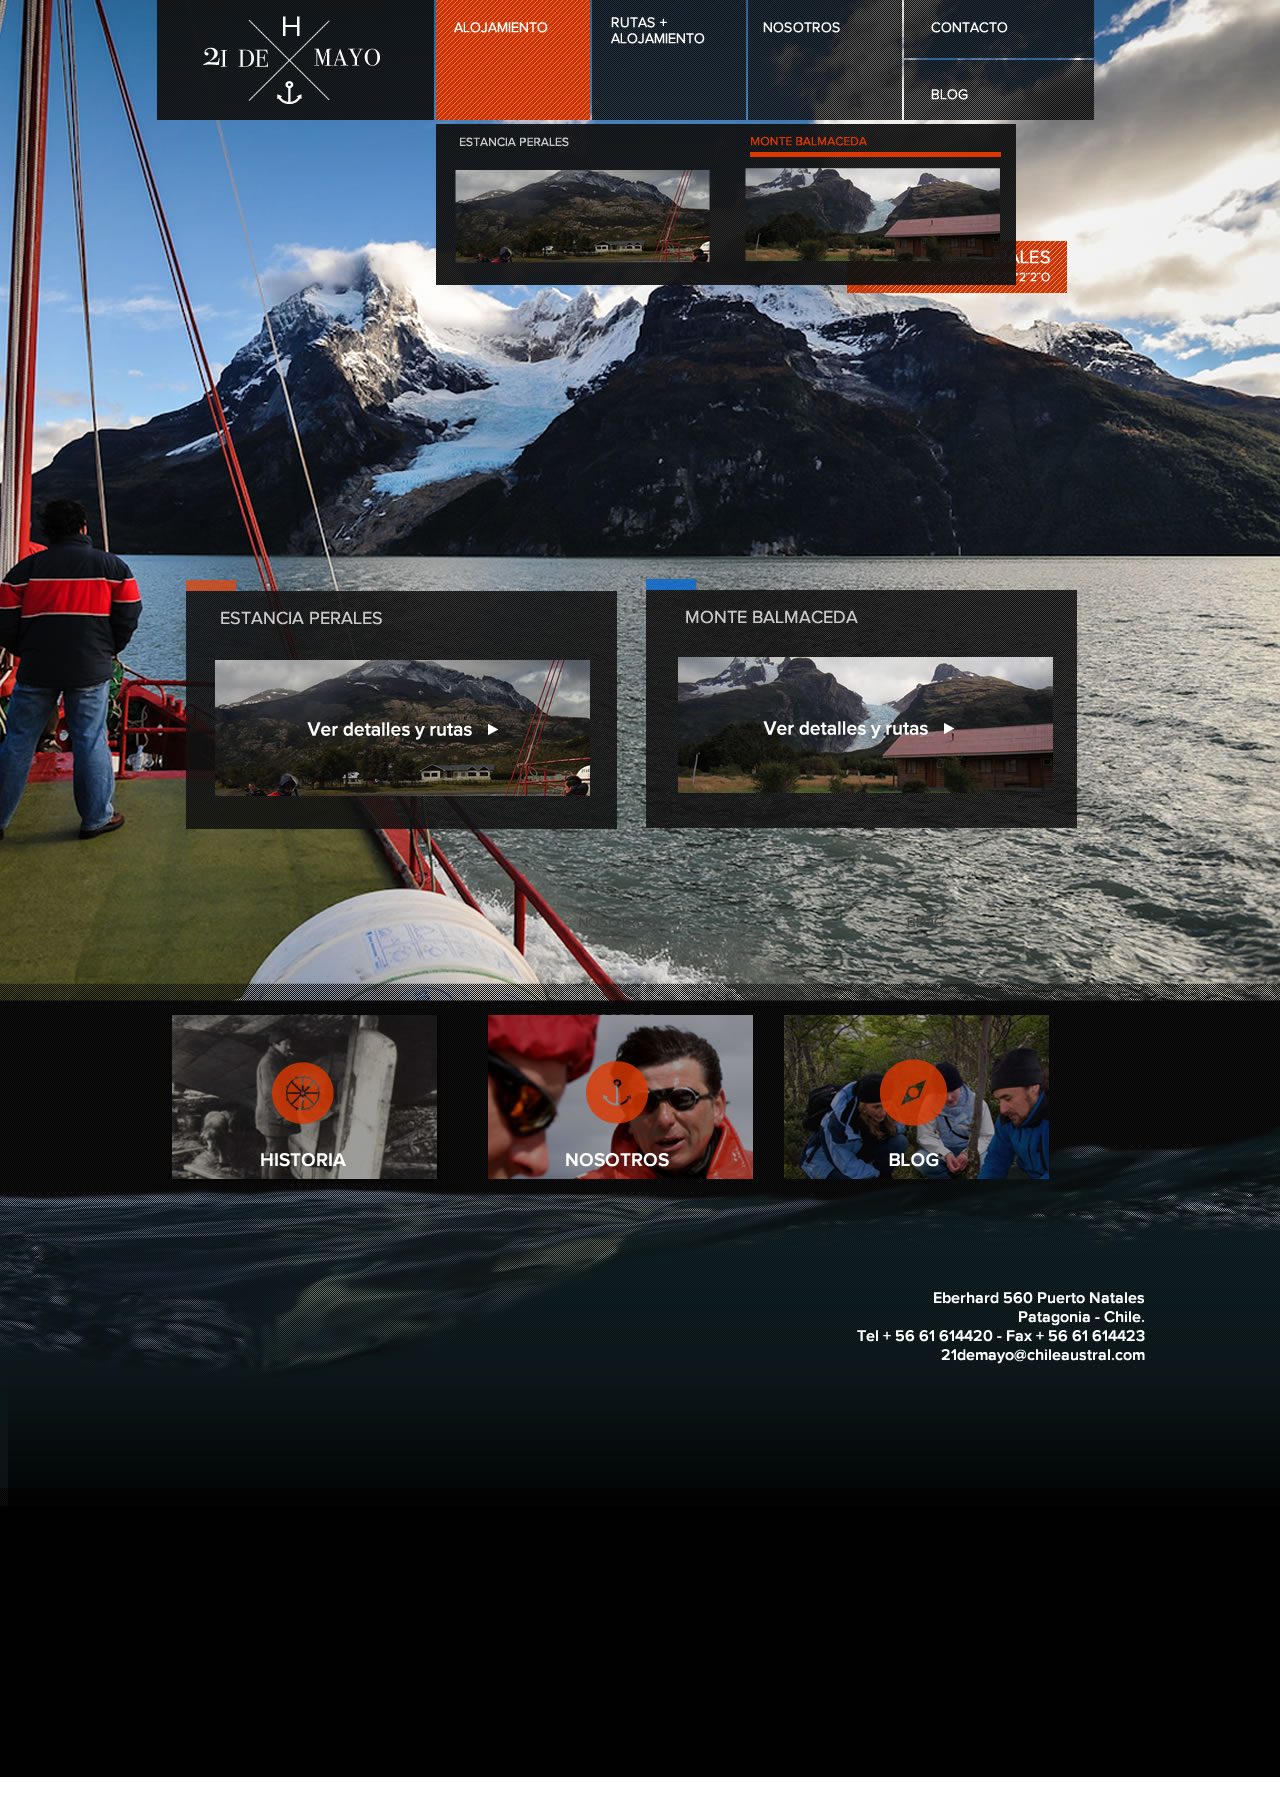 H
21 DE MAYO
ALOJAMIENTO
RUTAS +
ALOJAMIENTO
NOSOTROS
CONTACTO
BLOG
ESTANCIA PERALES
MONTE BALMACEDA
ESTANCIA PERALES
MONTE BALMACEDA
Ver detalles y rutas
Ver detalles y rutas
HISTORIA
NOSOTROS
BLOG
Eberhard 560 Puerto Natales
Patagonia - Chile.
Tel + 56 61 614420 - Fax + 56 61 614423
21demayo@chileaustral.com